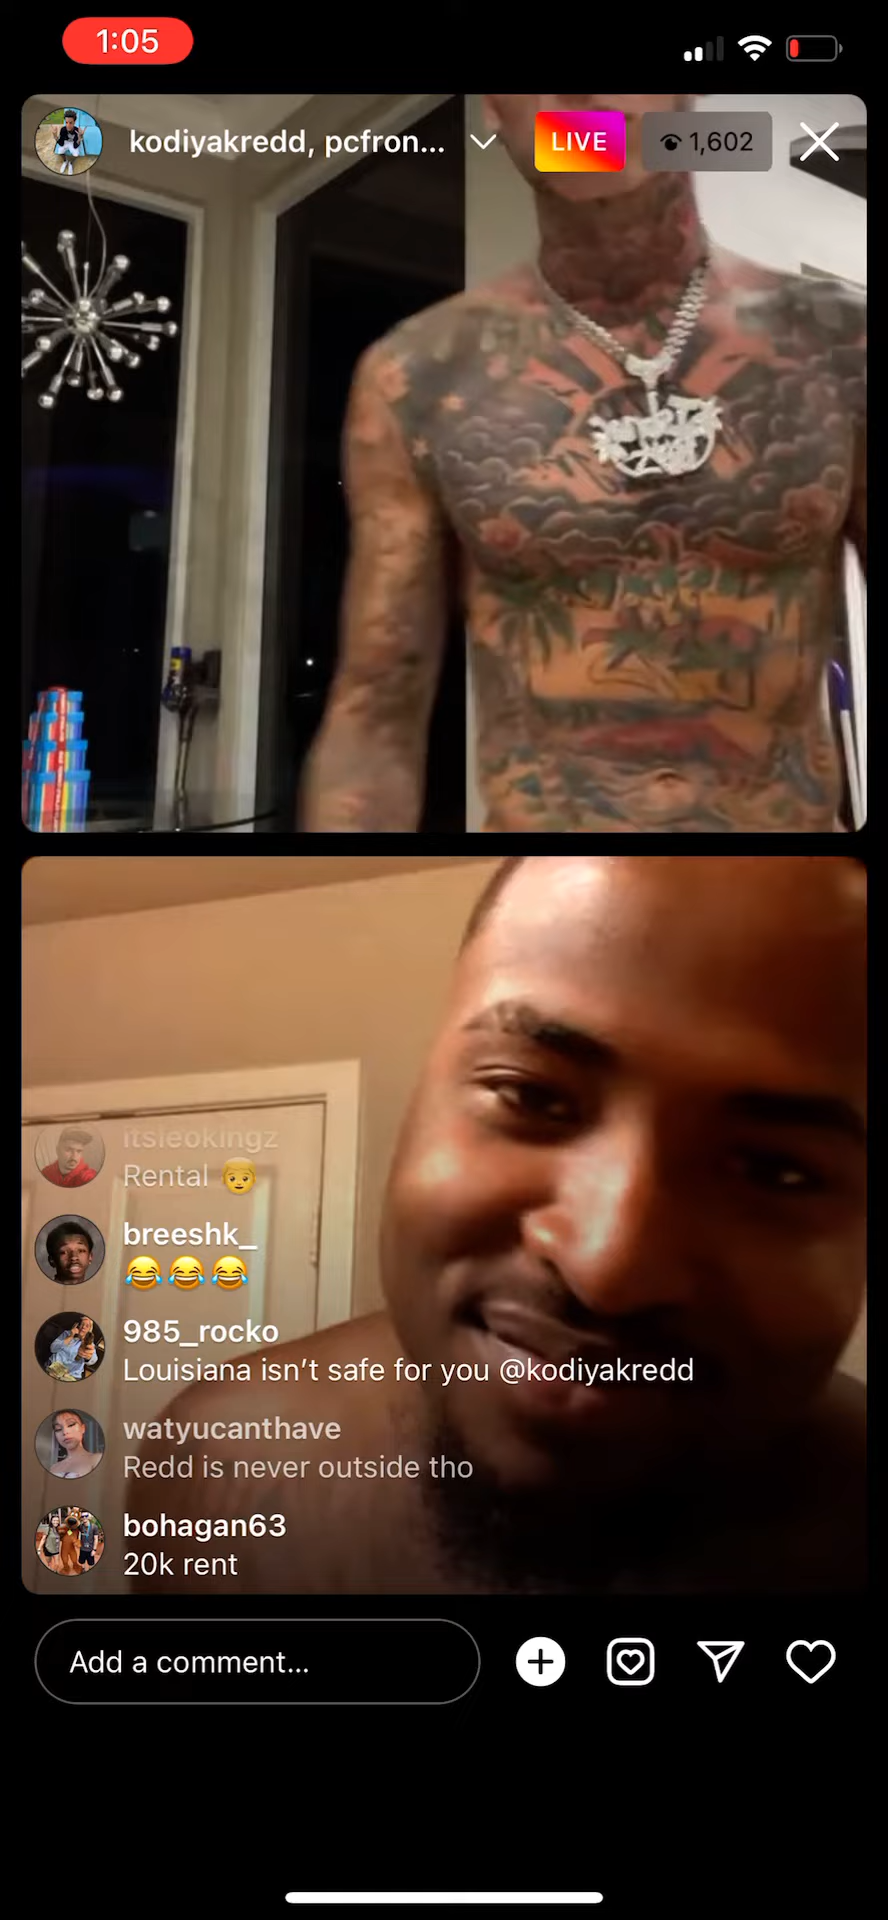 1:05
kodiyakredd, pcfron...
LIVE
1,602
itsleokingz
Rental 👨‍🦳
breeshk_
😂😂😂
985_rocko
Louisiana isn't safe for you @kodiyakredd
watyucanthave
Redd is never outside tho
bohagan63
20k rent
Add a comment...